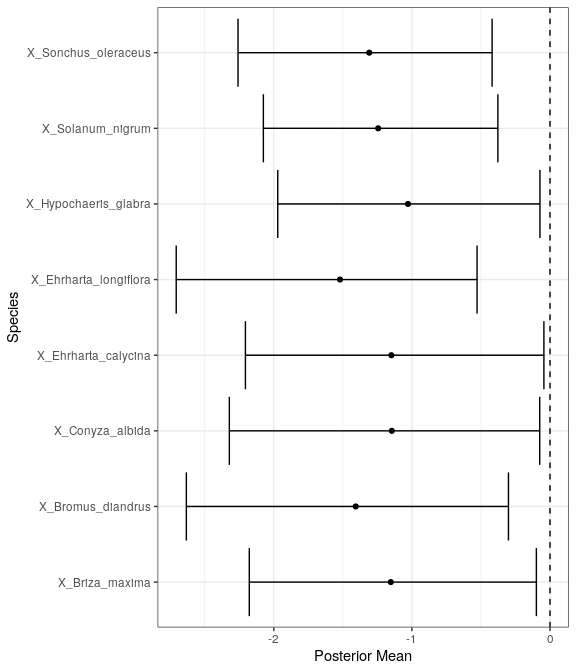 X_Sonchus_oleraceus
X_Solanum_nigrum
X_Hypochaeris_glabra
X_Ehrharta_longiflora
X_Ehrharta_calycina
X_Conyza_albida
X_Bromus_diandrus
X_Briza_maxima
Species
-2 -1 0
Posterior Mean